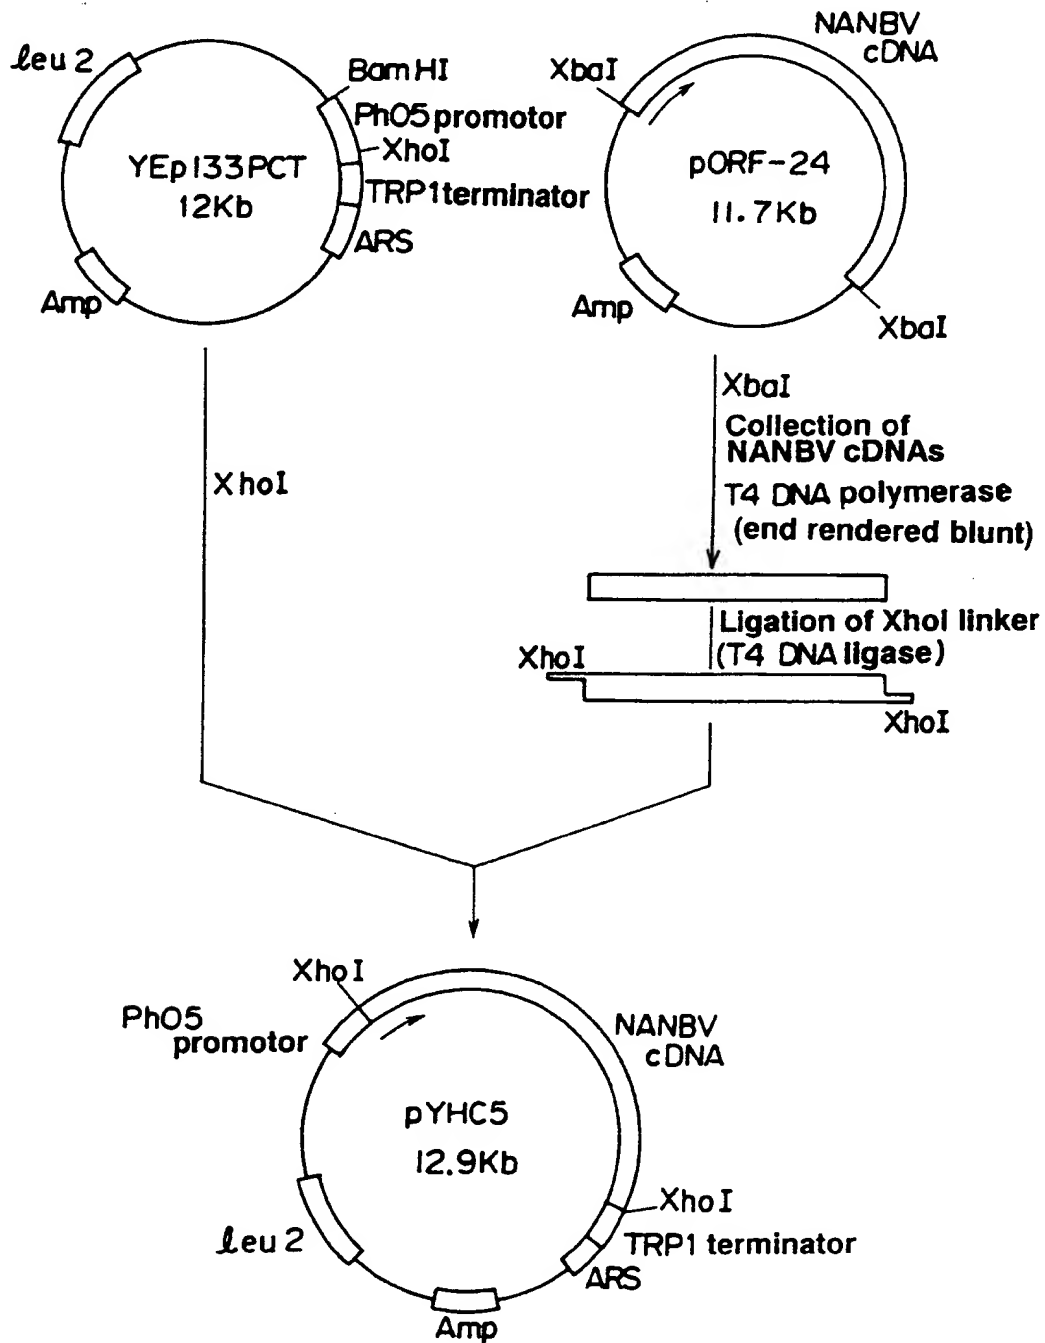 leu 2
BamHI
PhO5 promotor
XhoI
TRP1 terminator
ARS
Amp
YEp133PCT
12Kb
NANBV
cDNA
XbaI
pORF-24
11.7Kb
Amp
XbaI
XhoI
XbaI
Collection of
NANBV cDNAs
T4 DNA polymerase
(end rendered blunt)
Ligation of XhoI linker
(T4 DNA ligase)
XhoI
XhoI
XhoI
PhO5
promotor
NANBV
cDNA
pYHC5
12.9Kb
XhoI
TRP1 terminator
ARS
leu 2
Amp